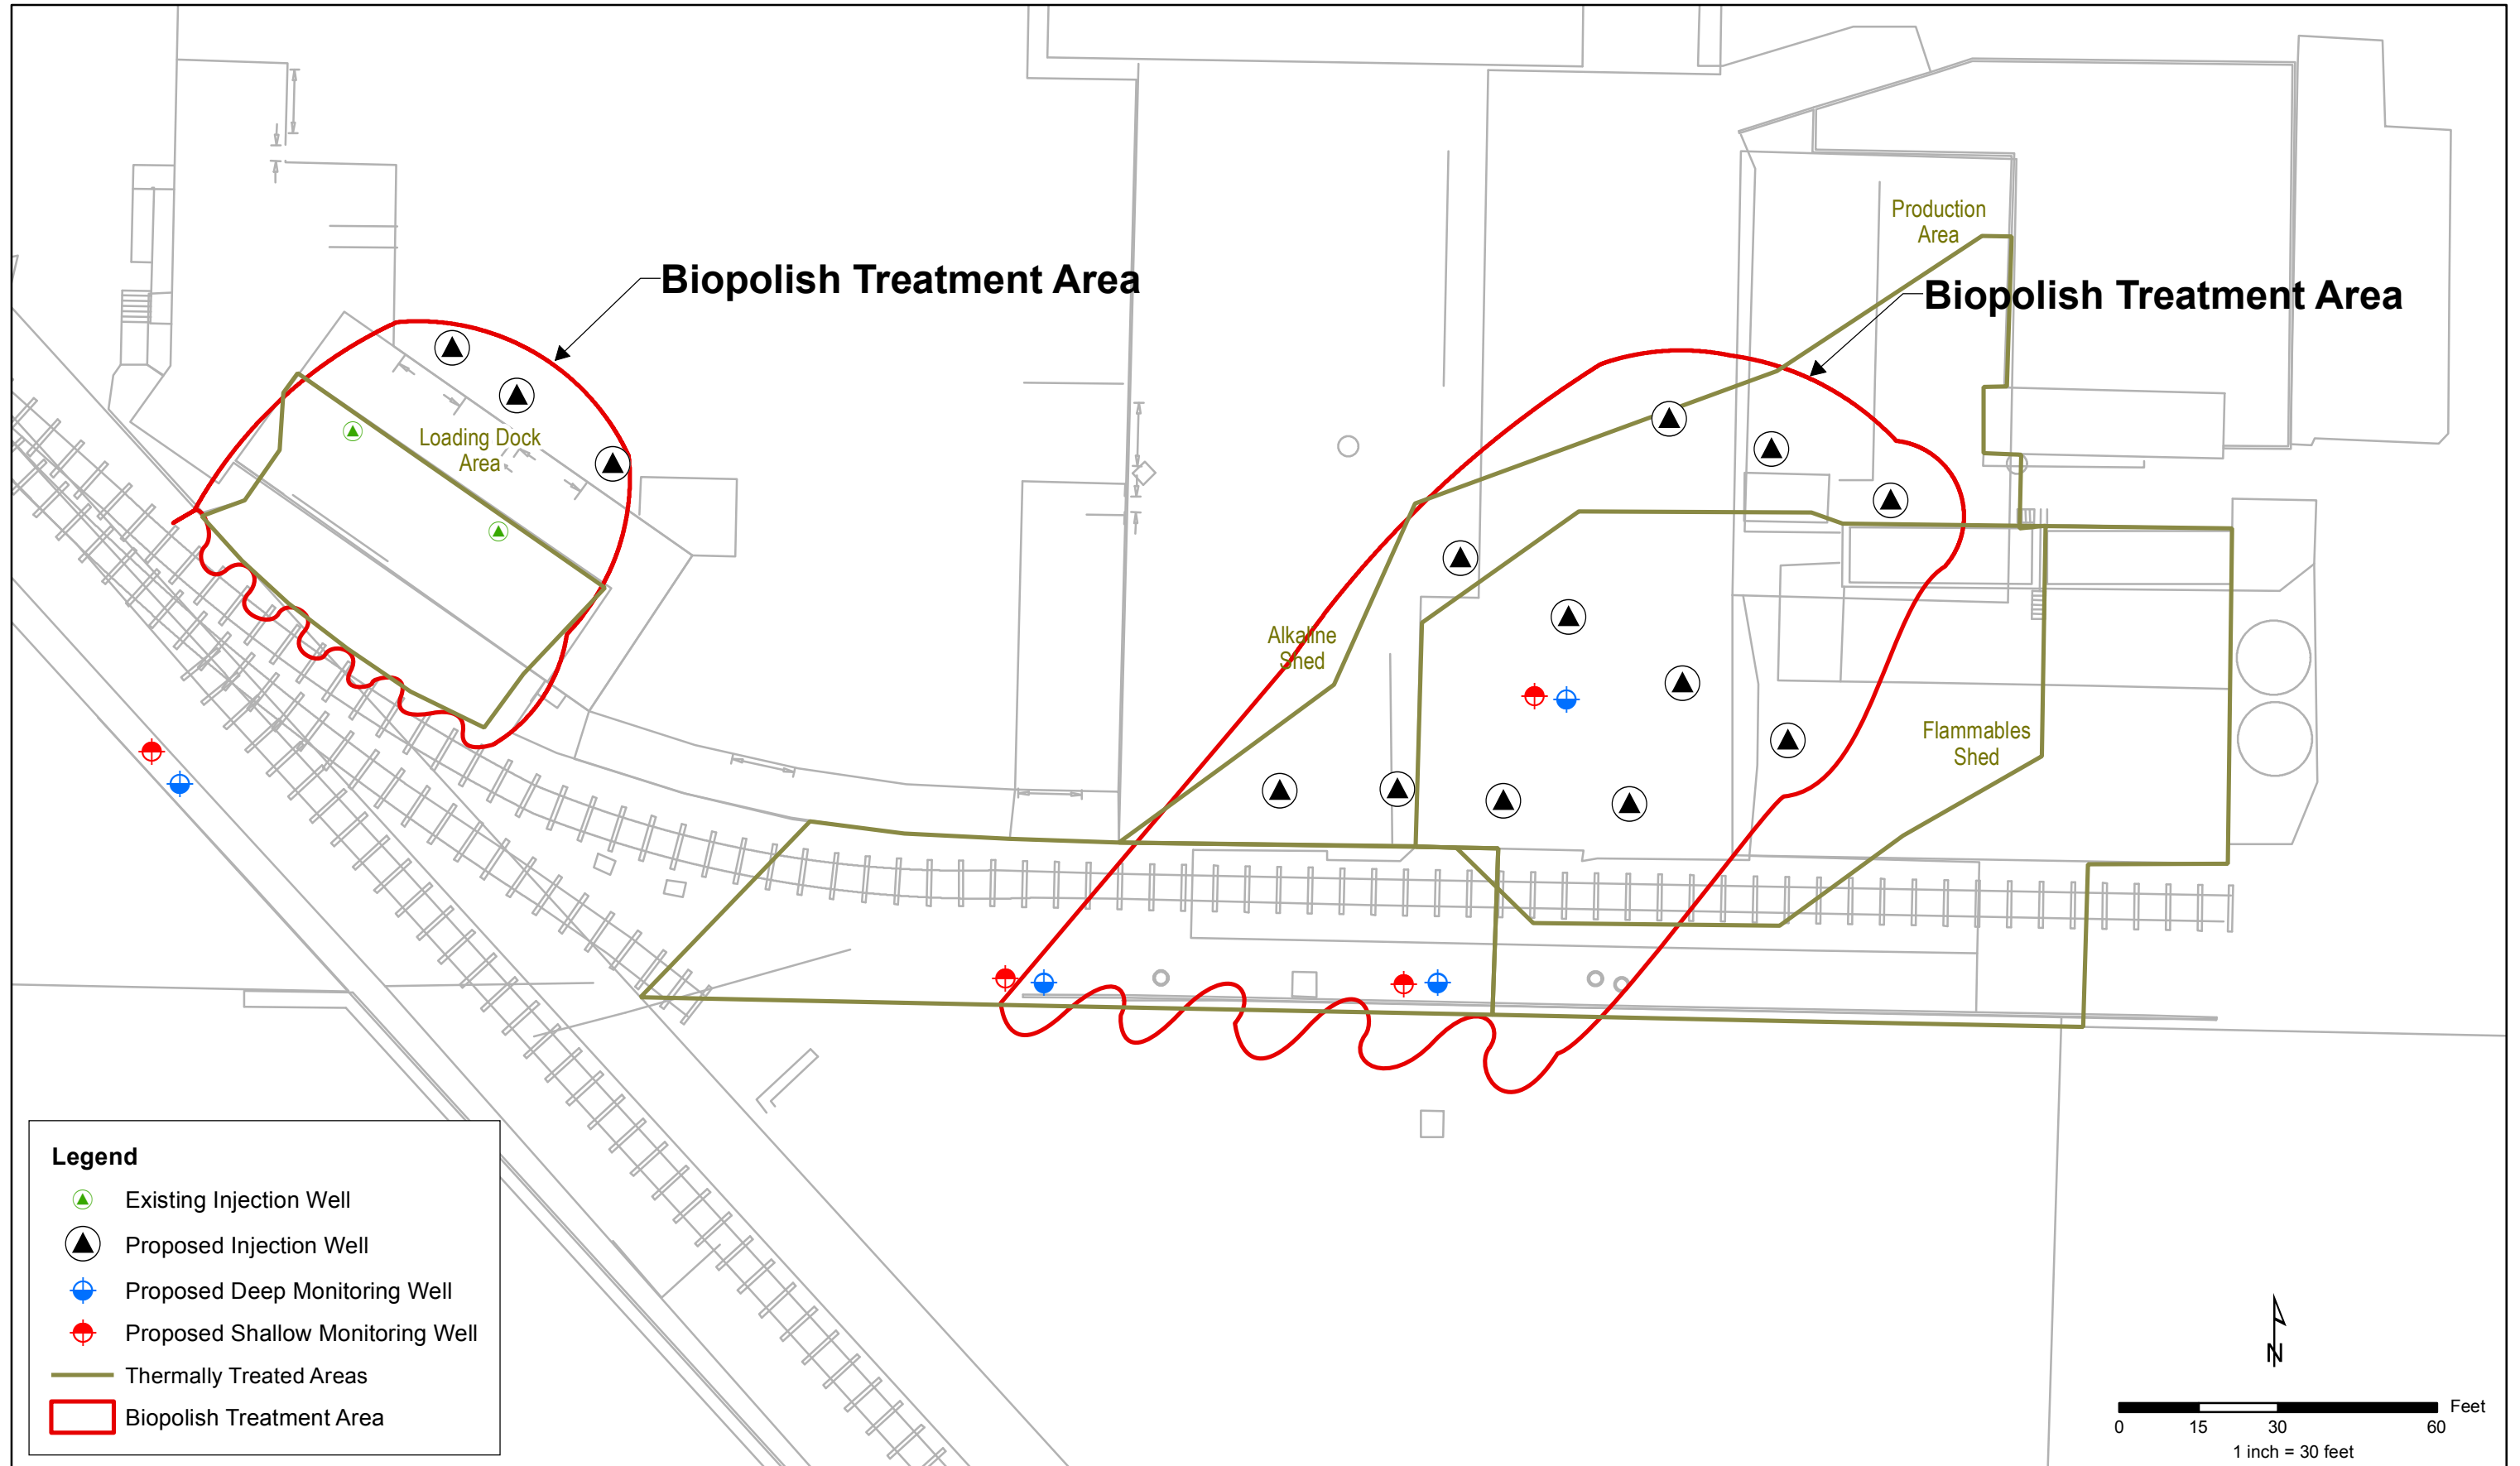 Production
Area
Biopolish Treatment Area
Biopolish Treatment Area
Loading Dock
Area
Alkaline
Shed
Flammables
Shed
Legend
Existing Injection Well
Proposed Injection Well
Proposed Deep Monitoring Well
Proposed Shallow Monitoring Well
Thermally Treated Areas
Biopolish Treatment Area
N
Feet
0 15 30 60
1 inch = 30 feet